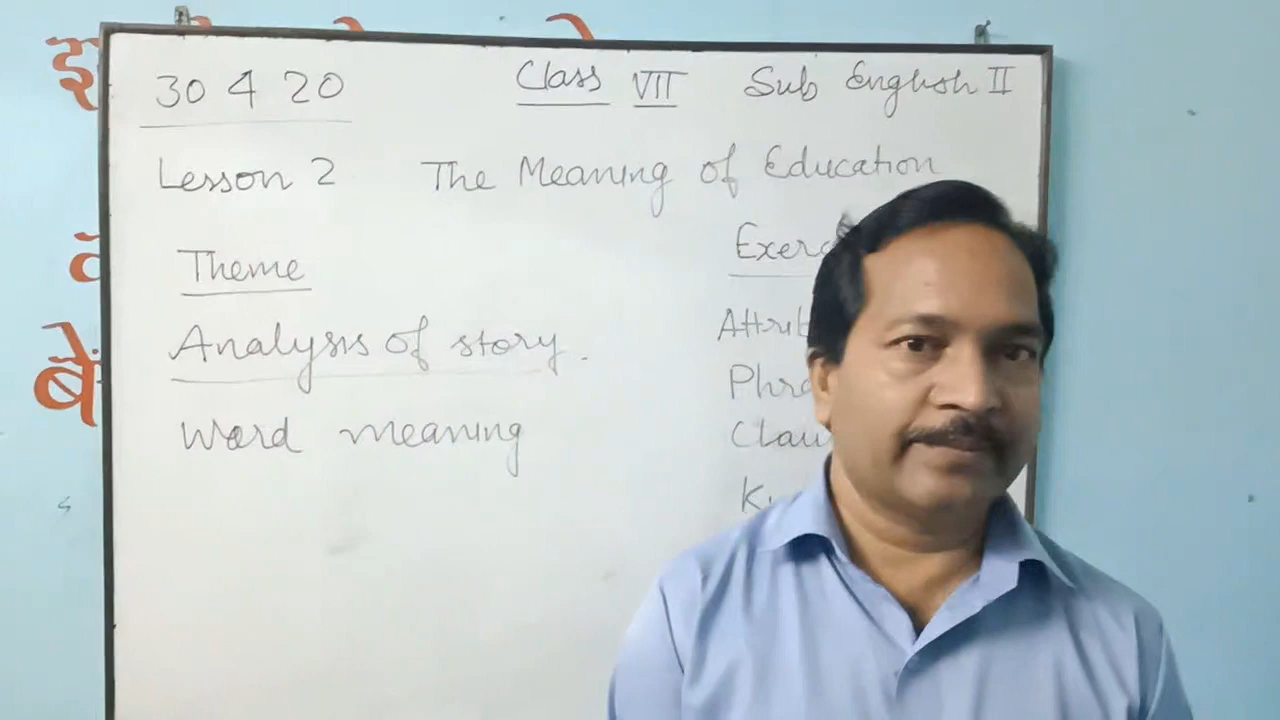 30 4 20 Class VII Sub English II
Lesson 2 The Meaning of Education
Theme
Analysis of story.
Word meaning
बें